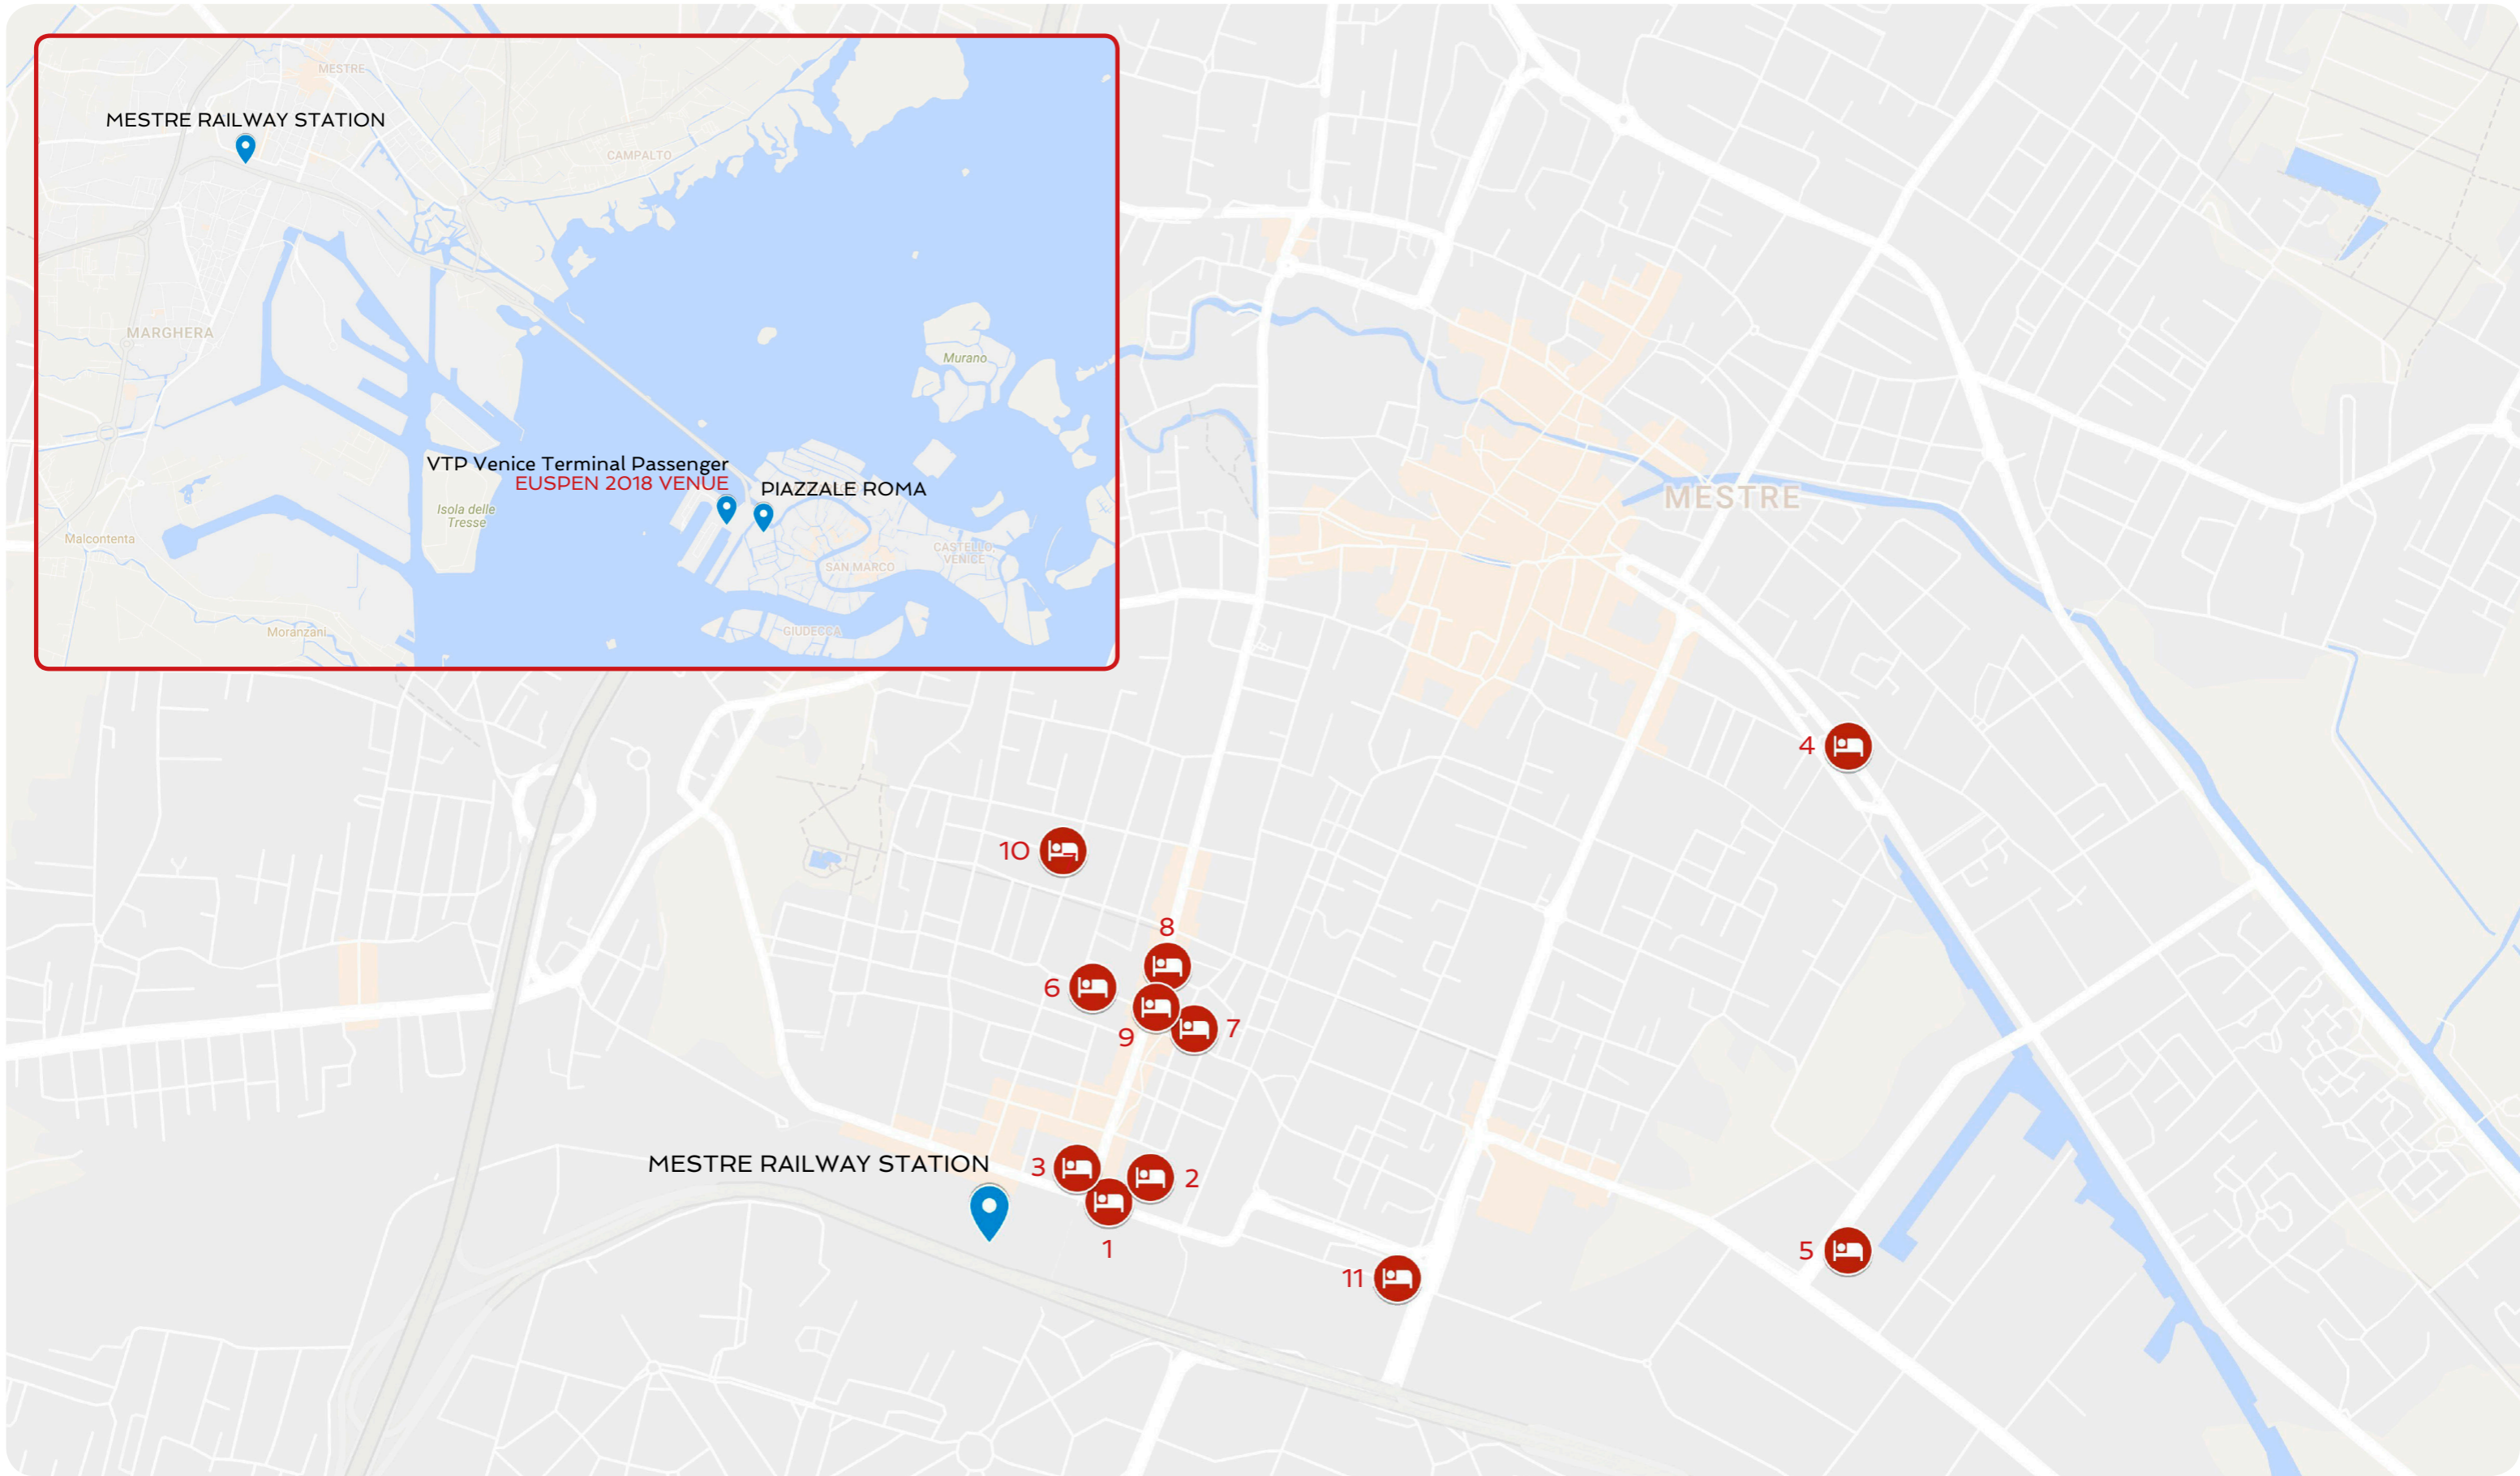 MESTRE
MESTRE RAILWAY STATION
CAMPALTO
MARGHERA
Murano
VTP Venice Terminal Passenger
EUSPEN 2018 VENUE
PIAZZALE ROMA
Isola delle
Tresse
Malcontenta
CASTELLO,
VENICE
SAN MARCO
Moranzani
GIUDECCA
MESTRE
4
10
8
6
9
7
MESTRE RAILWAY STATION
3
2
1
5
11